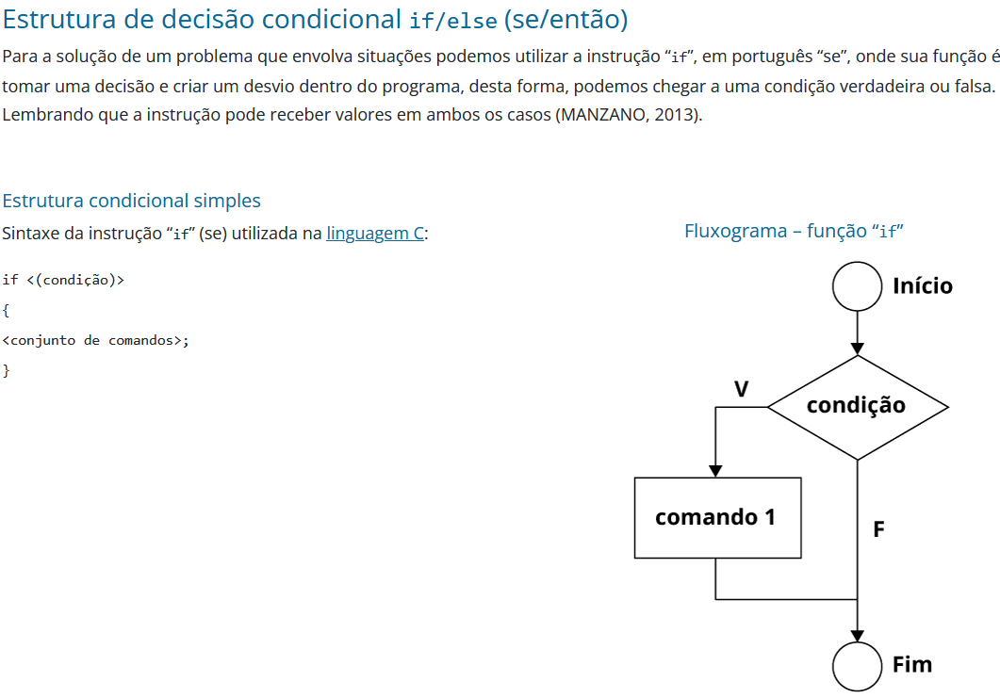 Estrutura de decisão condicional if/else (se/então)
Para a solução de um problema que envolva situações podemos utilizar a instrução “if”, em português “se”, onde sua função é
tomar uma decisão e criar um desvio dentro do programa, desta forma, podemos chegar a uma condição verdadeira ou falsa.
Lembrando que a instrução pode receber valores em ambos os casos (MANZANO, 2013).
Estrutura condicional simples
Sintaxe da instrução “if” (se) utilizada na linguagem C:
if <(condição)>
{
<conjunto de comandos>;
}
Fluxograma – função “if”
Início
condição
V
comando 1
F
Fim